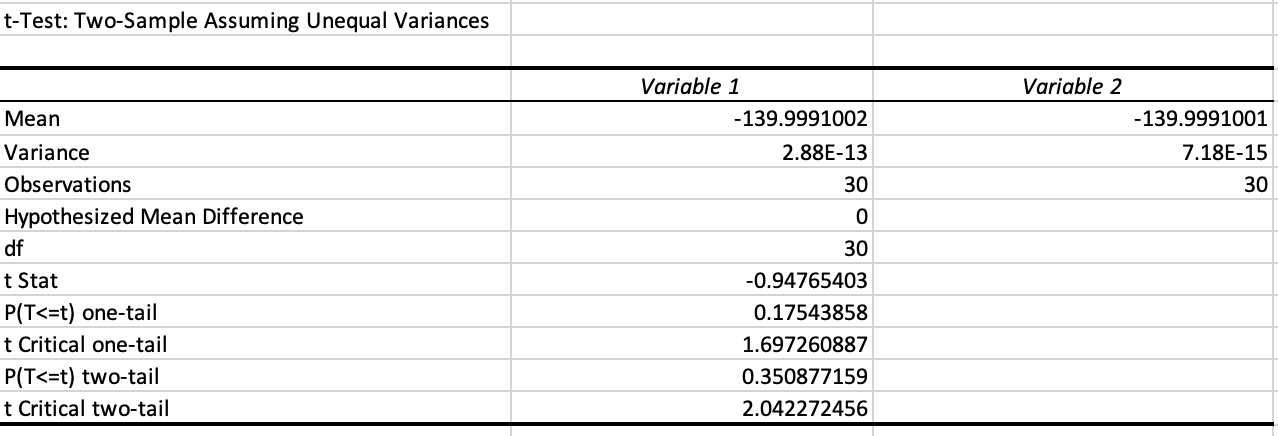 t-Test: Two-Sample Assuming Unequal Variances
Variable 1 Variable 2
Mean -139.9991002 -139.9991001
Variance 2.88E-13 7.18E-15
Observations 30 30
Hypothesized Mean Difference 0
df 30
t Stat -0.94765403
P(T<=t) one-tail 0.17543858
t Critical one-tail 1.697260887
P(T<=t) two-tail 0.350877159
t Critical two-tail 2.042272456